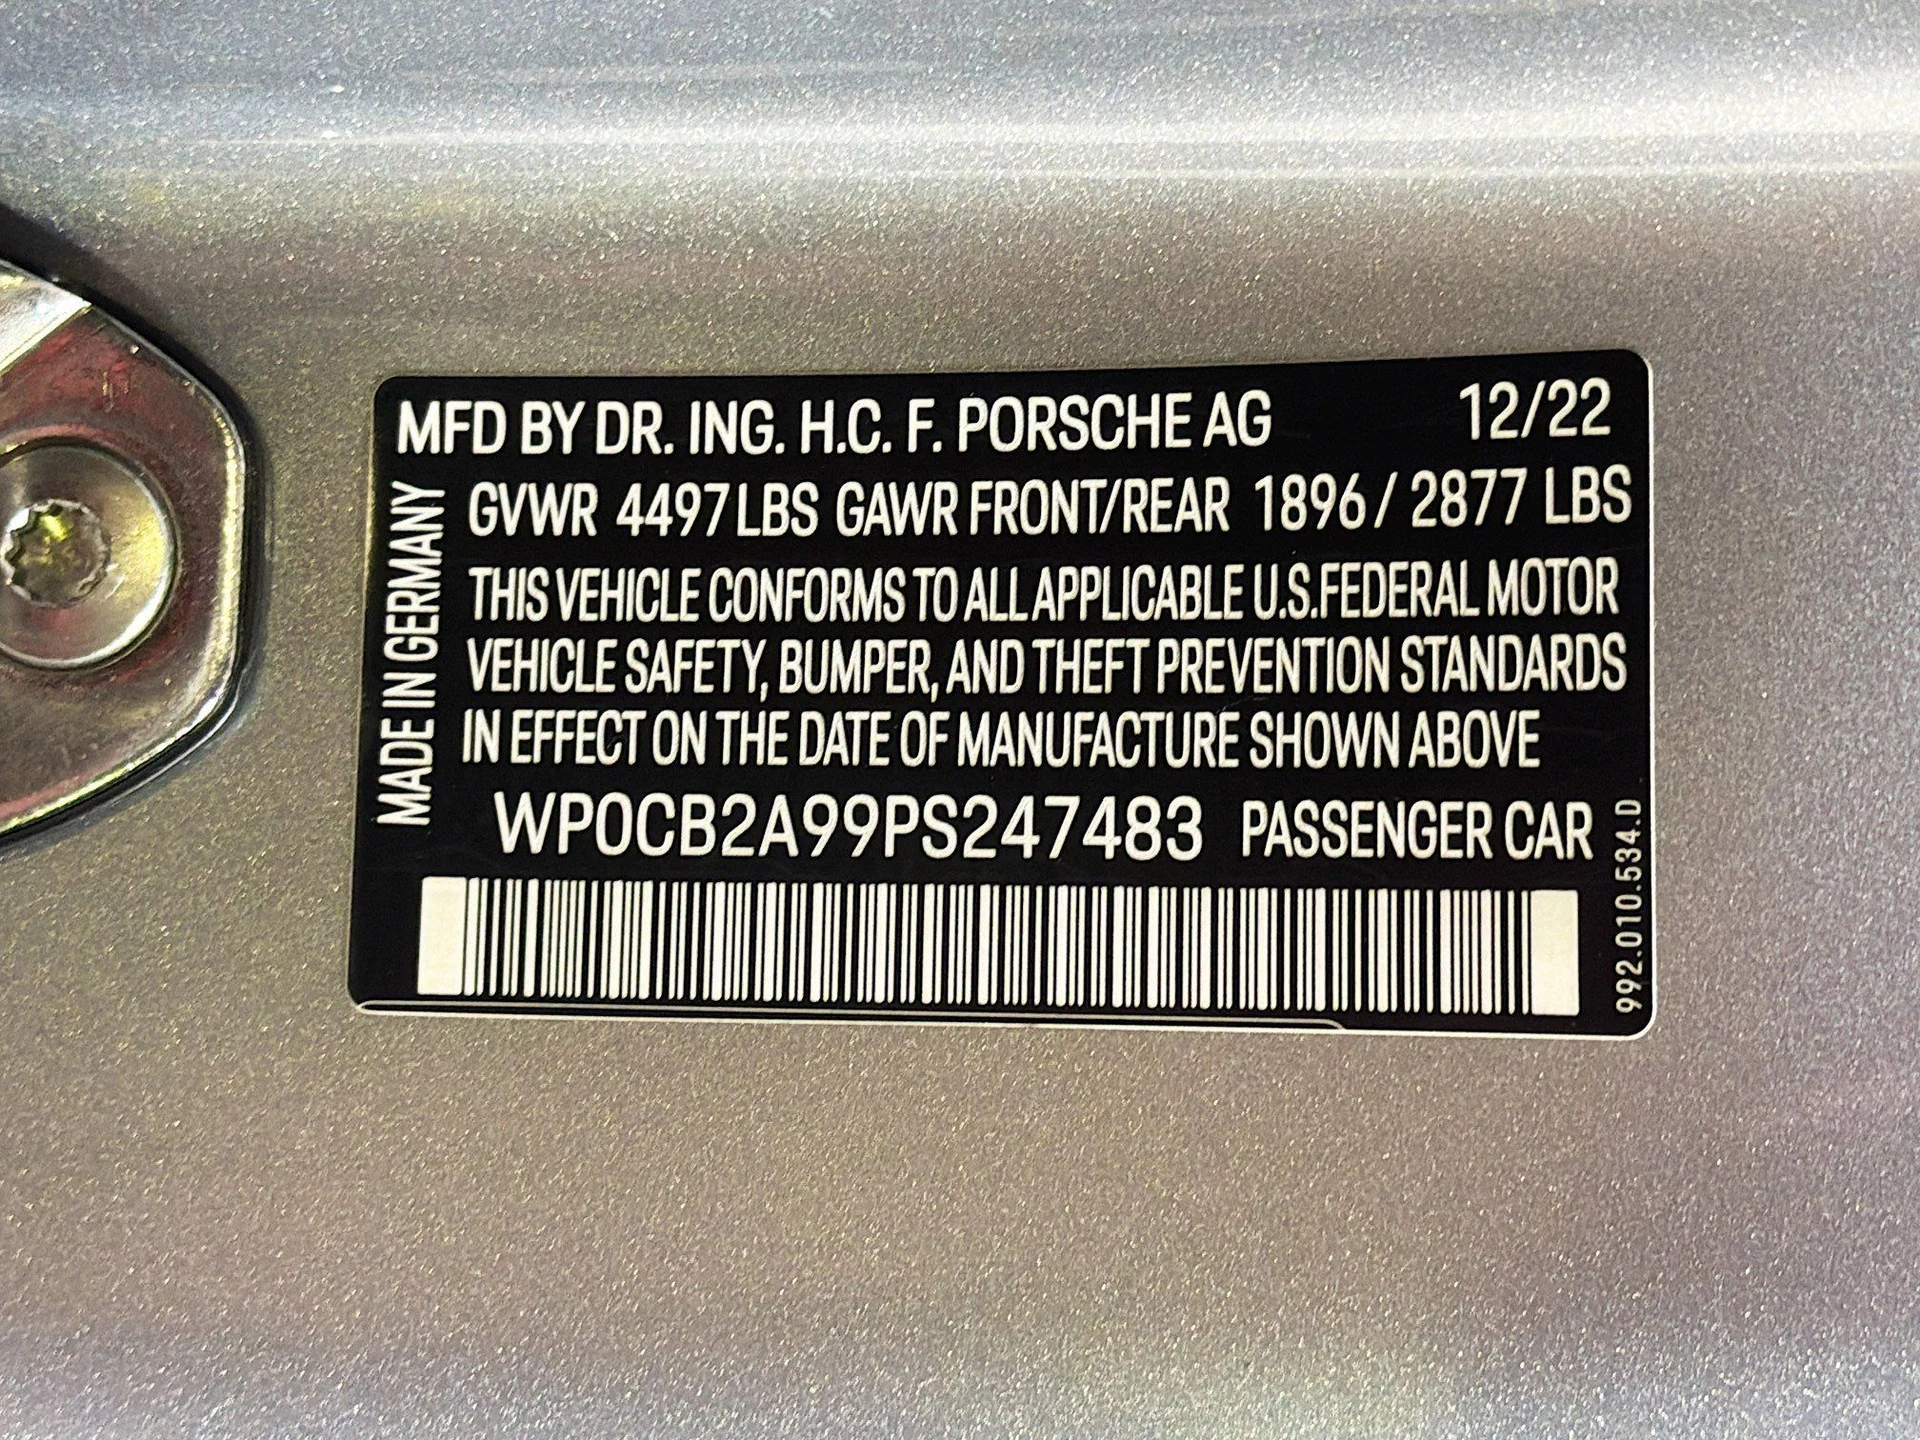 MFD BY DR. ING. H.C. F. PORSCHE AG 12/22
GVWR 4497 LBS GAWR FRONT/REAR 1896 / 2877 LBS
THIS VEHICLE CONFORMS TO ALL APPLICABLE U.S.FEDERAL MOTOR
VEHICLE SAFETY, BUMPER, AND THEFT PREVENTION STANDARDS
IN EFFECT ON THE DATE OF MANUFACTURE SHOWN ABOVE
WP0CB2A99PS247483 PASSENGER CAR
MADE IN GERMANY
992.010.534.D